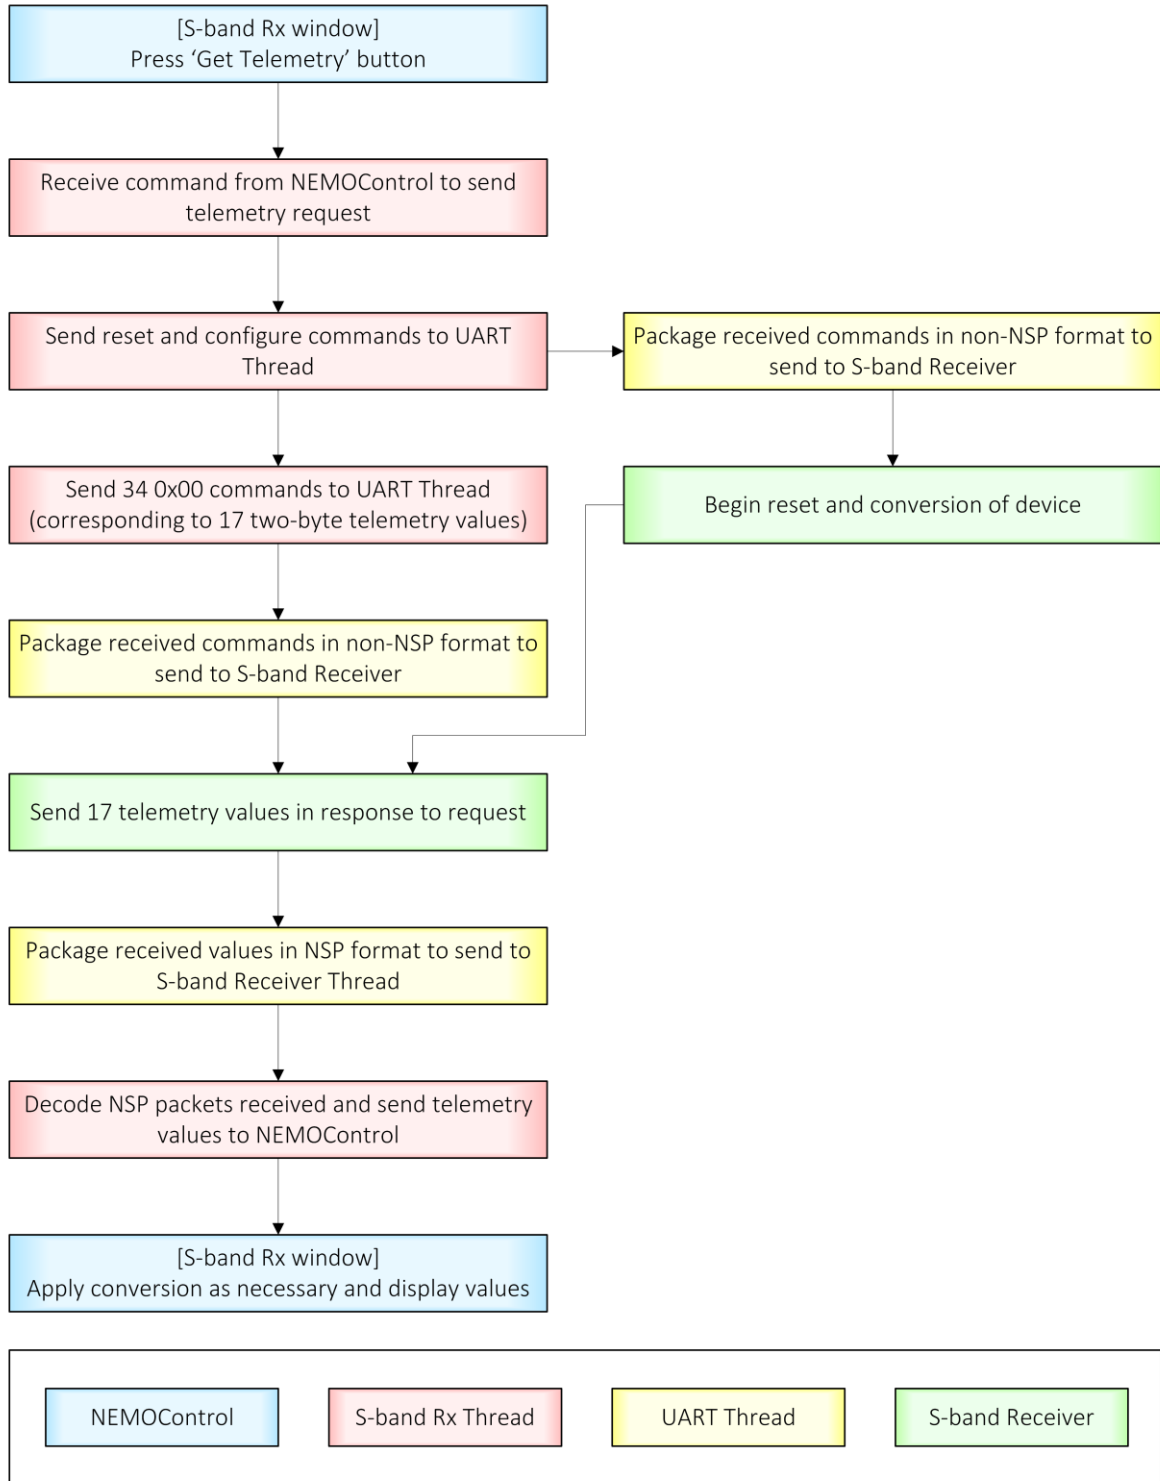 [S-band Rx window]
Press ‘Get Telemetry’ button
Receive command from NEMOControl to send
telemetry request
Send reset and configure commands to UART
Thread
Package received commands in non-NSP format to
send to S-band Receiver
Send 34 0x00 commands to UART Thread
(corresponding to 17 two-byte telemetry values)
Begin reset and conversion of device
Package received commands in non-NSP format to
send to S-band Receiver
Send 17 telemetry values in response to request
Package received values in NSP format to send to
S-band Receiver Thread
Decode NSP packets received and send telemetry
values to NEMOControl
[S-band Rx window]
Apply conversion as necessary and display values
NEMOControl
S-band Rx Thread
UART Thread
S-band Receiver